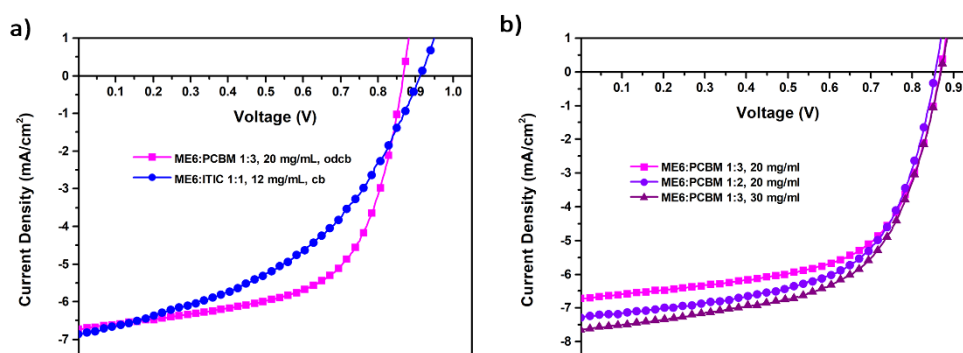 a)
1
0
-1
-2
-3
-4
-5
-6
-7
0.1 0.2 0.3 0.4 0.5 0.6 0.7 0.8 0.9 1.0
Voltage (V)
Current Density (mA/cm²)
ME6:PCBM 1:3, 20 mg/mL, odcb
ME6:ITIC 1:1, 12 mg/mL, cb
b)
1
0
-1
-2
-3
-4
-5
-6
-7
-8
0.1 0.2 0.3 0.4 0.5 0.6 0.7 0.8 0.9
Voltage (V)
Current Density (mA/cm²)
ME6:PCBM 1:3, 20 mg/ml
ME6:PCBM 1:2, 20 mg/ml
ME6:PCBM 1:3, 30 mg/ml